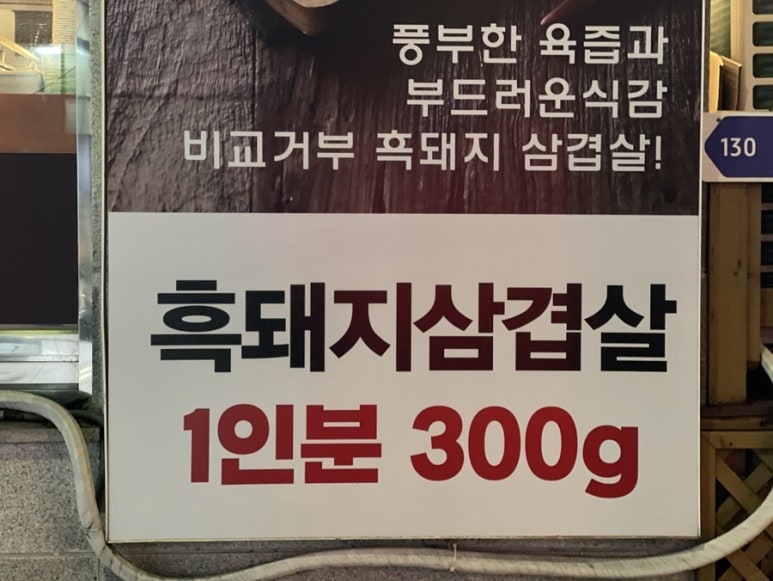 풍부한 육즙과
부드러운식감
비교거부 흑돼지 삼겹살!
130
흑돼지삼겹살
1인분 300g